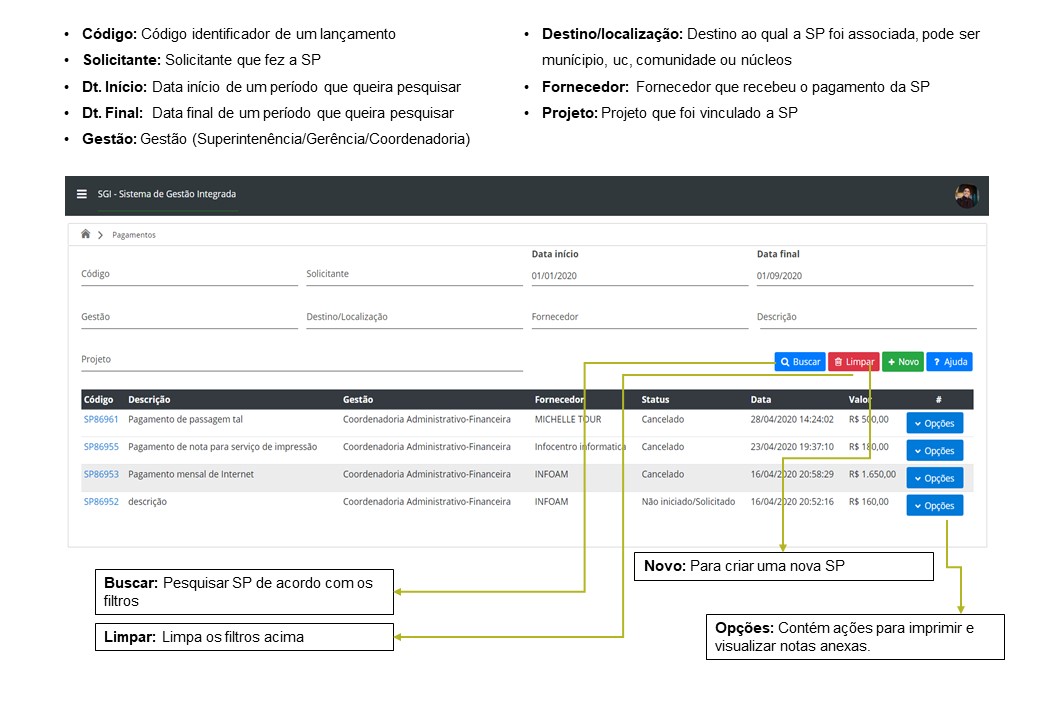 • Código: Código identificador de um lançamento
• Solicitante: Solicitante que fez a SP
• Dt. Início: Data início de um período que queira pesquisar
• Dt. Final: Data final de um período que queira pesquisar
• Gestão: Gestão (Superintenência/Gerência/Coordenadoria)
• Destino/localização: Destino ao qual a SP foi associada, pode ser
munícipio, uc, comunidade ou núcleos
• Fornecedor: Fornecedor que recebeu o pagamento da SP
• Projeto: Projeto que foi vinculado a SP
SGI - Sistema de Gestão Integrada
Pagamentos
Data início Data final
Código Solicitante 01/01/2020 01/09/2020
Gestão Destino/Localização Fornecedor Descrição
Projeto
Buscar Limpar Novo Ajuda
Código Descrição Gestão Fornecedor Status Data Valor #
SP86961 Pagamento de passagem tal Coordenadoria Administrativo-Financeira MICHELLE TOUR Cancelado 28/04/2020 14:24:02 R$ 500,00 Opções
SP86955 Pagamento de nota para serviço de impressão Coordenadoria Administrativo-Financeira Infocentro informatica Cancelado 23/04/2020 19:37:10 R$ 180,00 Opções
SP86953 Pagamento mensal de Internet Coordenadoria Administrativo-Financeira INFOAM Cancelado 16/04/2020 20:58:29 R$ 1.650,00 Opções
SP86952 descrição Coordenadoria Administrativo-Financeira INFOAM Não iniciado/Solicitado 16/04/2020 20:52:16 R$ 160,00 Opções
Novo: Para criar uma nova SP
Buscar: Pesquisar SP de acordo com os
filtros
Limpar: Limpa os filtros acima
Opções: Contém ações para imprimir e
visualizar notas anexas.